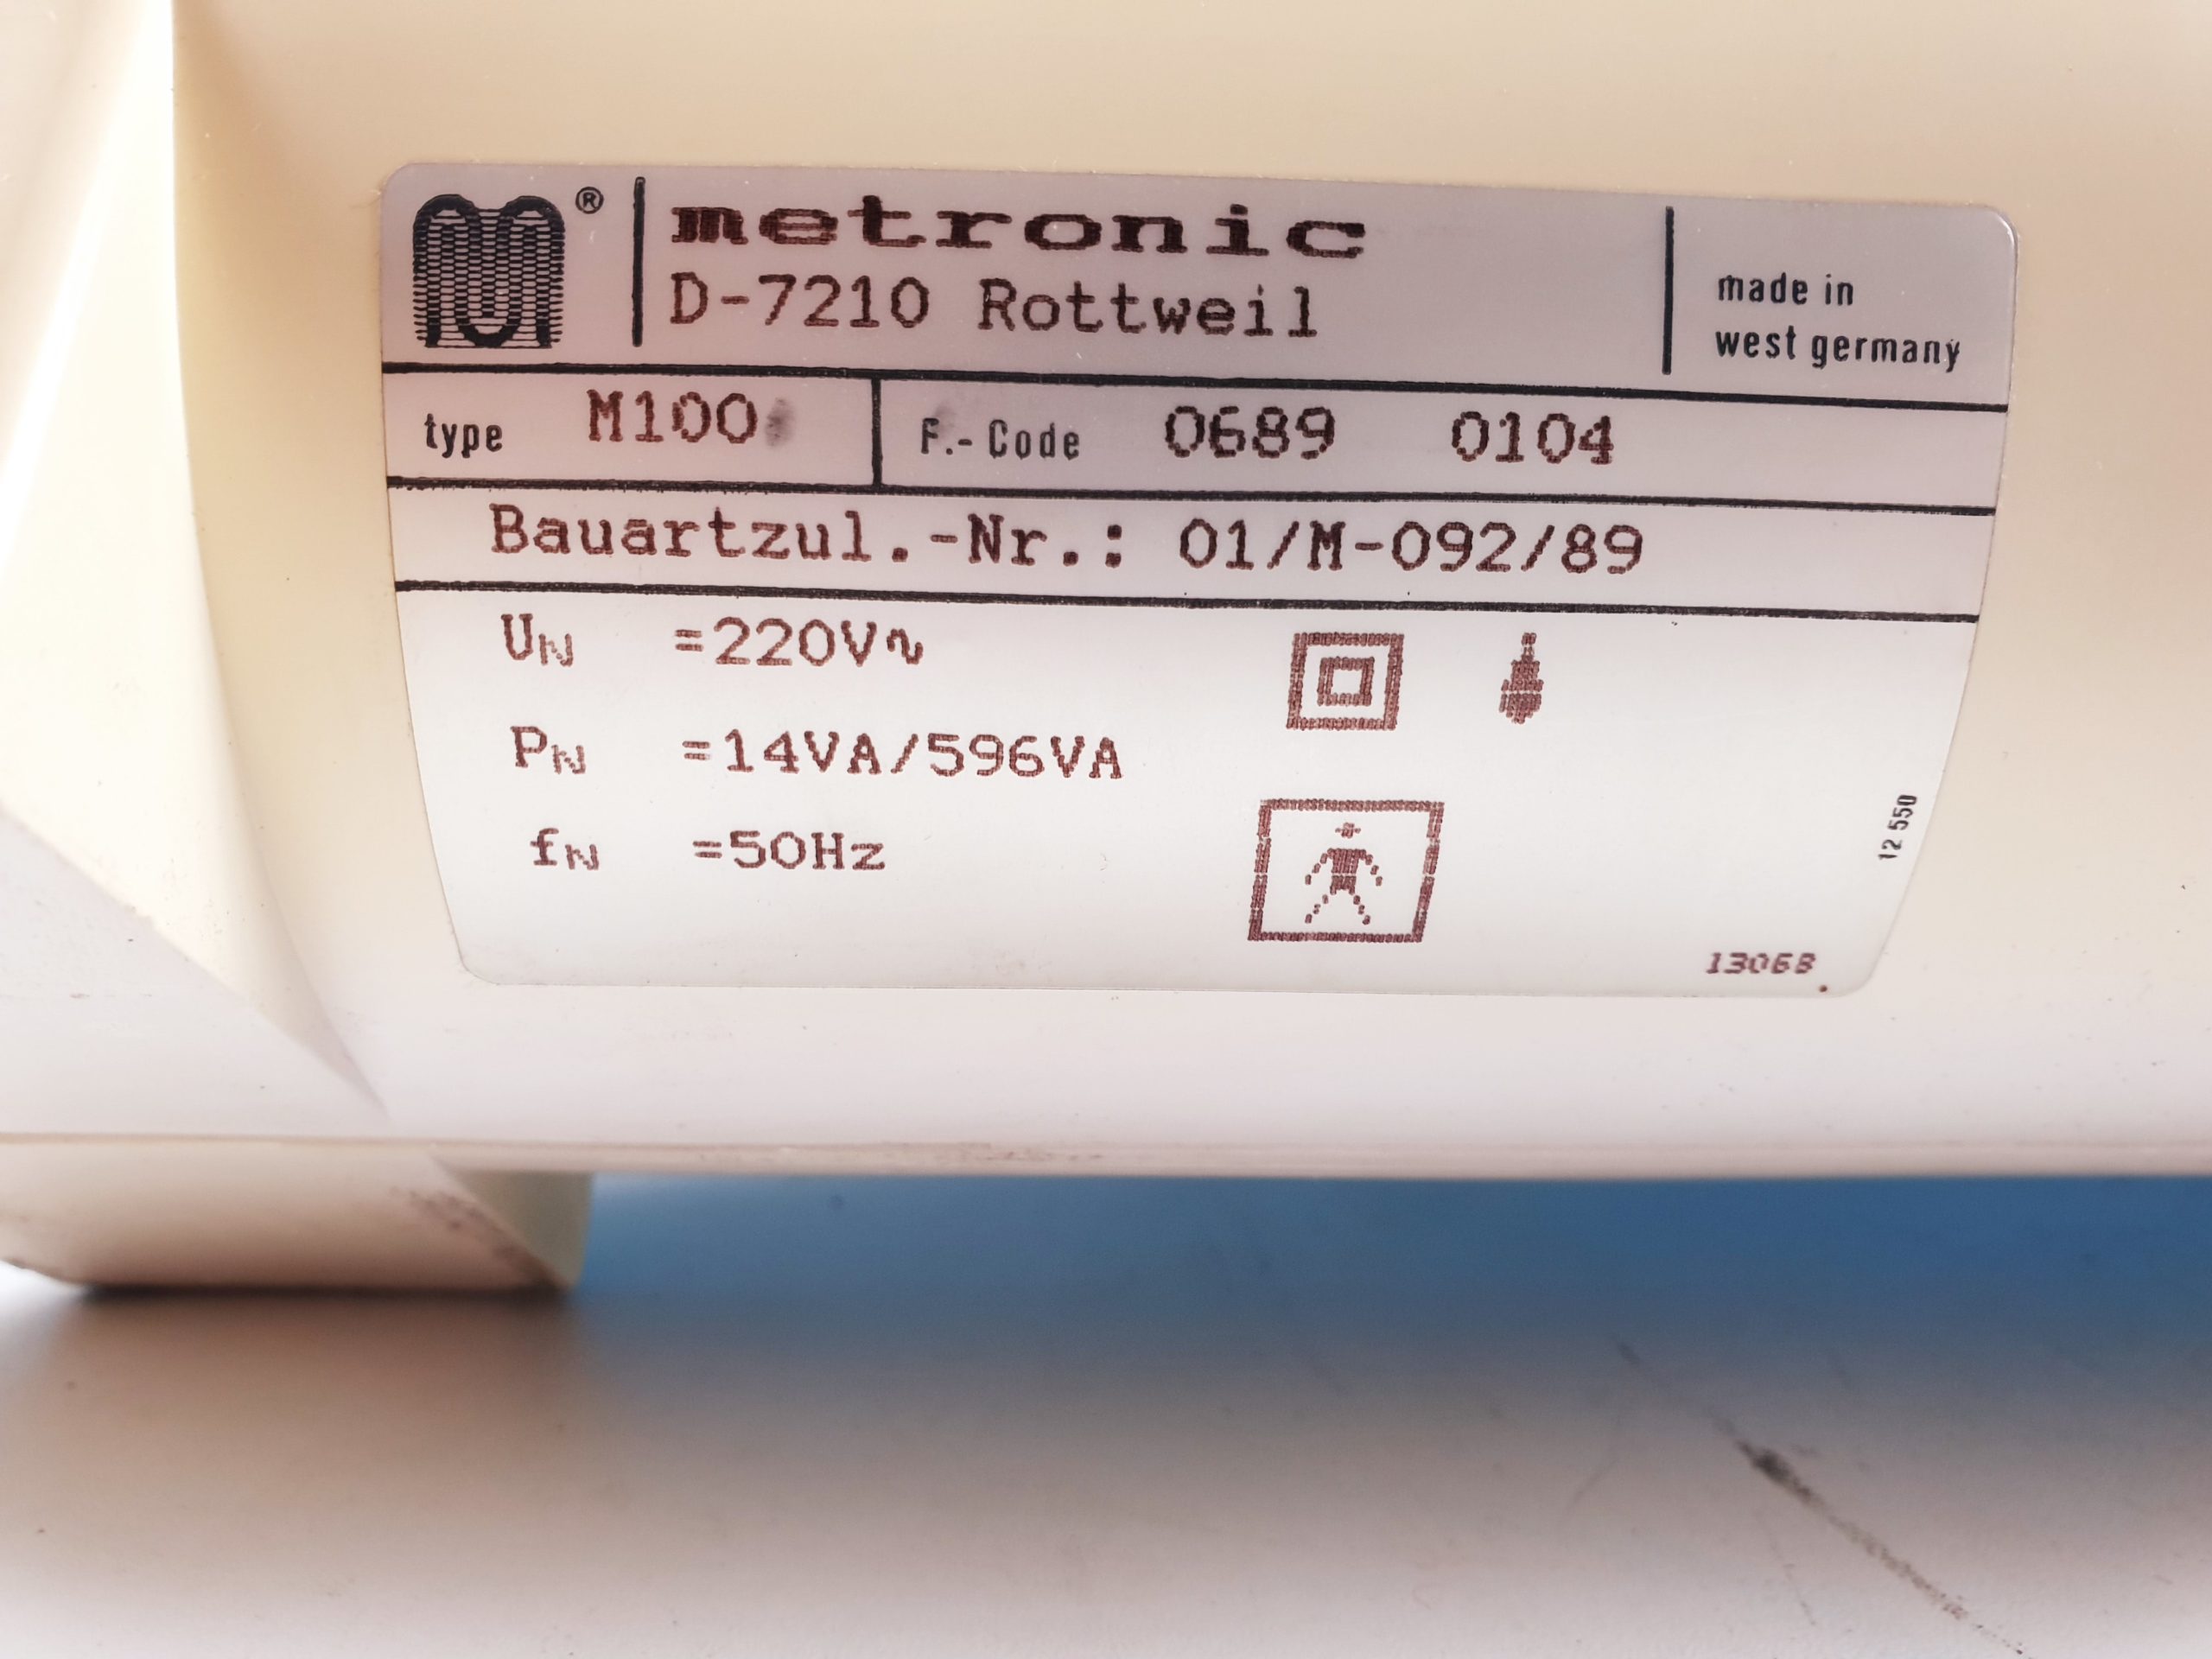 ® metronic
D-7210 Rottweil
made in
west germany
type M100
F.- Code 0689 0104
Bauartzul.-Nr.: 01/M-092/89
UN =220V~
PN =14VA/596VA
fN =50Hz
12 550
13068